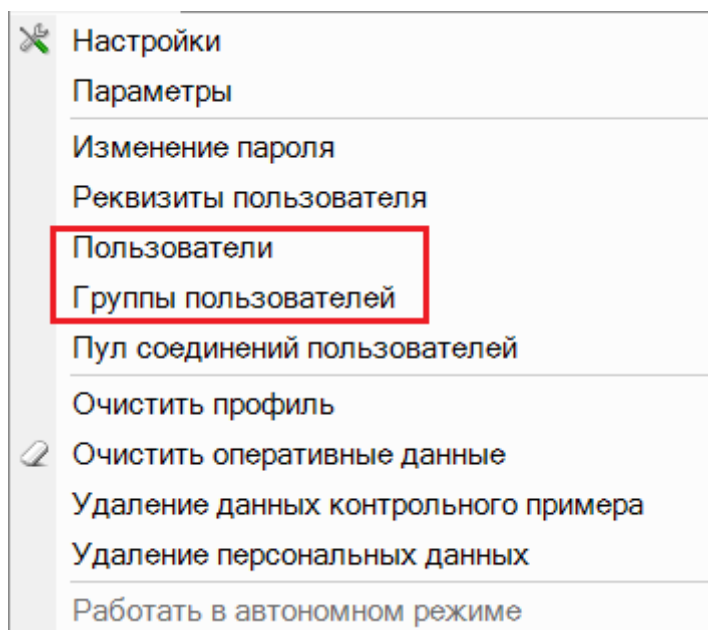 Настройки
Параметры
Изменение пароля
Реквизиты пользователя
Пользователи
Группы пользователей
Пул соединений пользователей
Очистить профиль
Очистить оперативные данные
Удаление данных контрольного примера
Удаление персональных данных
Работать в автономном режиме